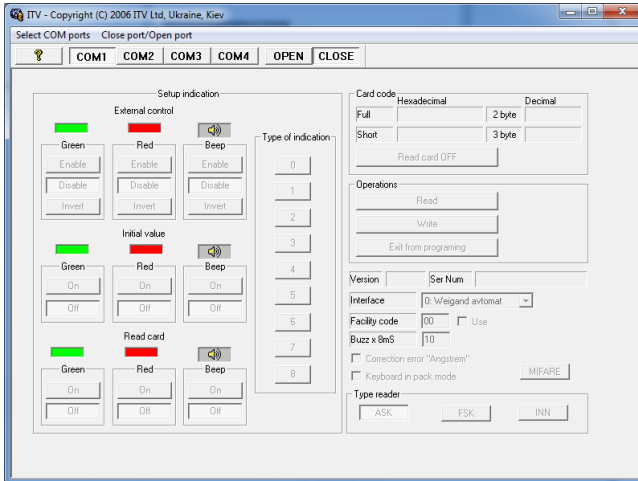 ITV - Copyright (C) 2006 ITV Ltd, Ukraine, Kiev
Select COM ports Close port/Open port
? COM1 COM2 COM3 COM4 OPEN CLOSE
Setup indication
External control
Green Red Beep
Enable Enable Enable
Disable Disable Disable
Invert Invert Invert
Initial value
Green Red Beep
On On On
Off Off Off
Read card
Green Red Beep
On On On
Off Off Off
Type of indication
0
1
2
3
4
5
6
7
8
Card code
Hexadecimal Decimal
Full 2 byte
Short 3 byte
Read card OFF
Operations
Read
Write
Exit from programing
Version Ser Num
Interface 0: Weigand avtomat
Facility code 00 Use
Buzz x 8mS 10
Correction error "Angstrem"
Keyboard in pack mode MIFARE
Type reader
ASK FSK INN